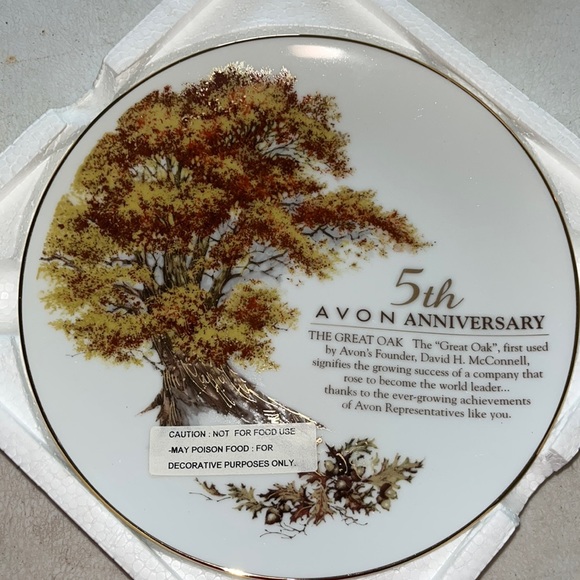 5th
AVON ANNIVERSARY
THE GREAT OAK The "Great Oak", first used
by Avon's Founder, David H. McConnell,
signifies the growing success of a company that
rose to become the world leader...
thanks to the ever-growing achievements
of Avon Representatives like you.
CAUTION : NOT FOR FOOD USE
-MAY POISON FOOD : FOR
DECORATIVE PURPOSES ONLY.